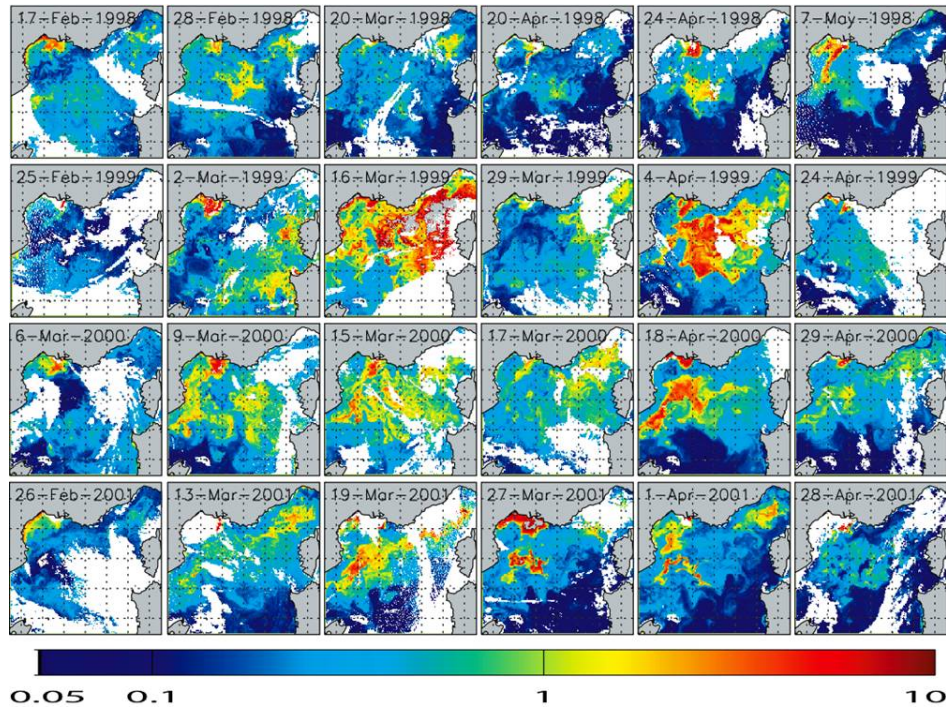 17-Feb-1998 28-Feb-1998 20-Mar-1998 20-Apr-1998 24-Apr-1998 7-May-1998
25-Feb-1999 2-Mar-1999 16-Mar-1999 29-Mar-1999 4-Apr-1999 24-Apr-1999
6-Mar-2000 9-Mar-2000 15-Mar-2000 17-Mar-2000 18-Apr-2000 29-Apr-2000
26-Feb-2001 13-Mar-2001 19-Mar-2001 27-Mar-2001 1-Apr-2001 28-Apr-2001
0.05 0.1 1 10